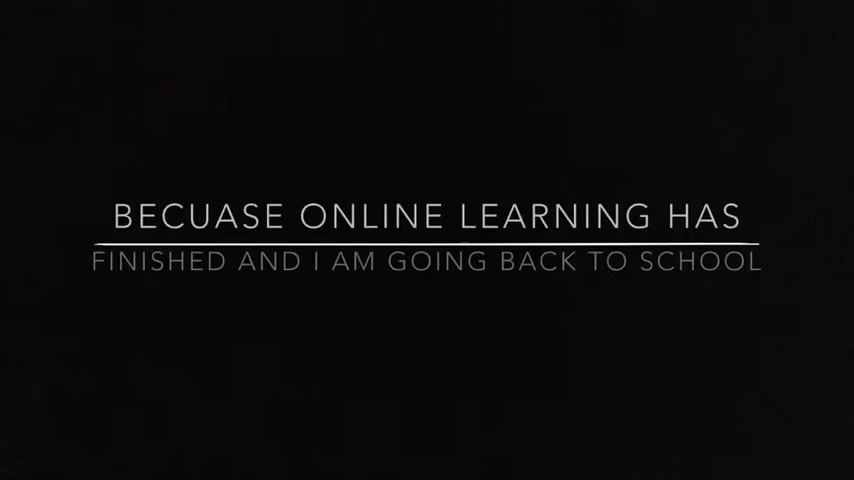 BECUASE ONLINE LEARNING HAS
FINISHED AND I AM GOING BACK TO SCHOOL